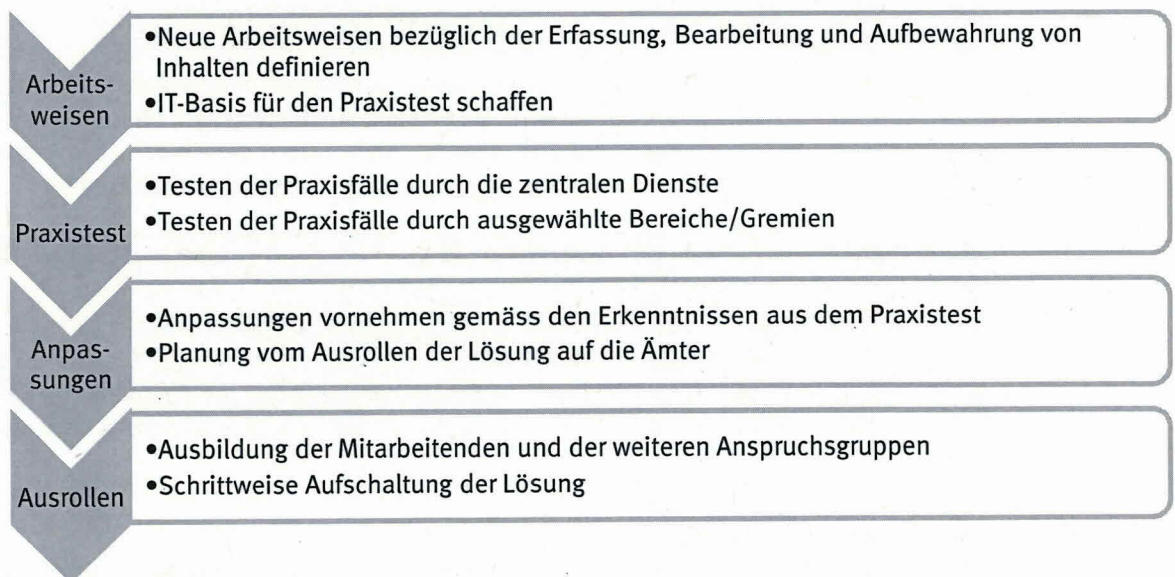 Arbeits-
weisen
•Neue Arbeitsweisen bezüglich der Erfassung, Bearbeitung und Aufbewahrung von
Inhalten definieren
•IT-Basis für den Praxistest schaffen
Praxistest
•Testen der Praxisfälle durch die zentralen Dienste
•Testen der Praxisfälle durch ausgewählte Bereiche/Gremien
Anpas-
sungen
•Anpassungen vornehmen gemäss den Erkenntnissen aus dem Praxistest
•Planung vom Ausrollen der Lösung auf die Ämter
Ausrollen
•Ausbildung der Mitarbeitenden und der weiteren Anspruchsgruppen
•Schrittweise Aufschaltung der Lösung